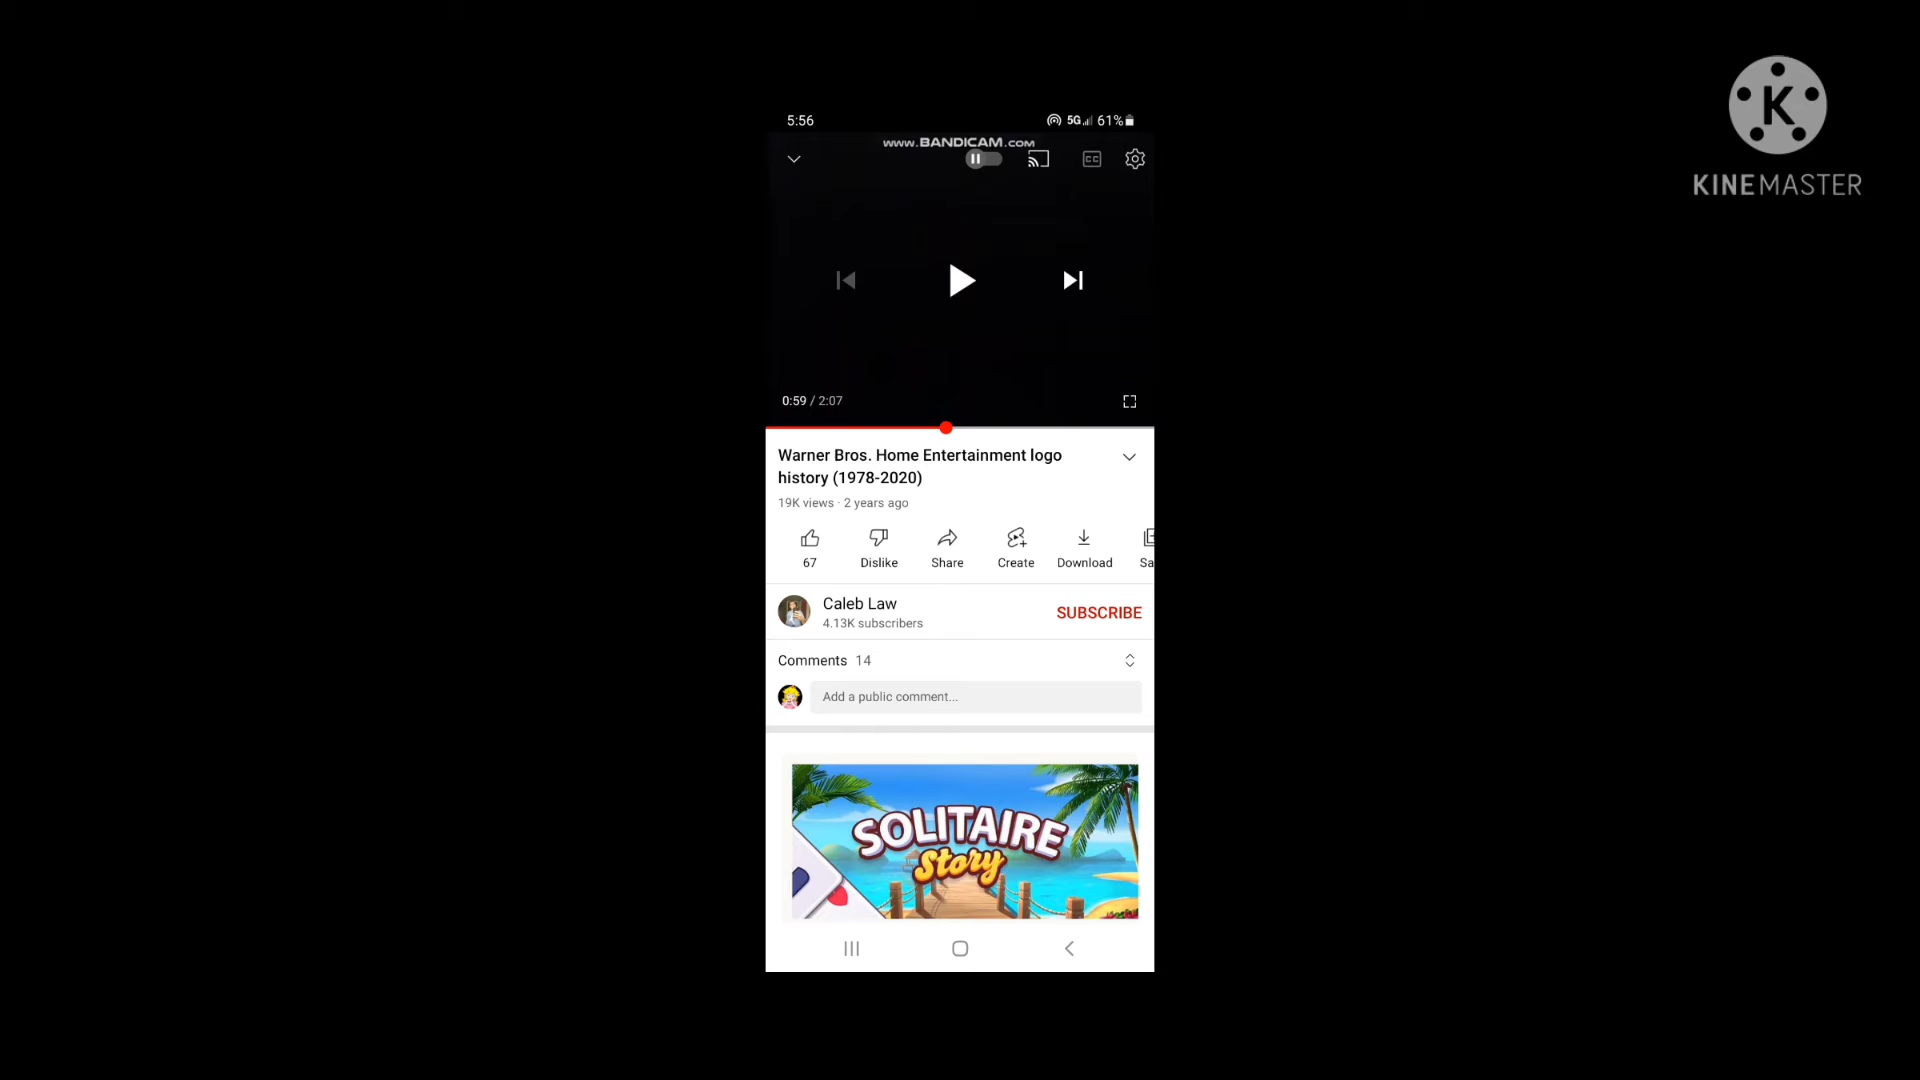 5:56
5G 61%
www.BANDICAM.com
CC
0:59 / 2:07
Warner Bros. Home Entertainment logo
history (1978-2020)
19K views · 2 years ago
67 Dislike Share Create Download Sa
Caleb Law
4.13K subscribers
SUBSCRIBE
Comments 14
Add a public comment...
SOLITAIRE
Story
K
KINEMASTER